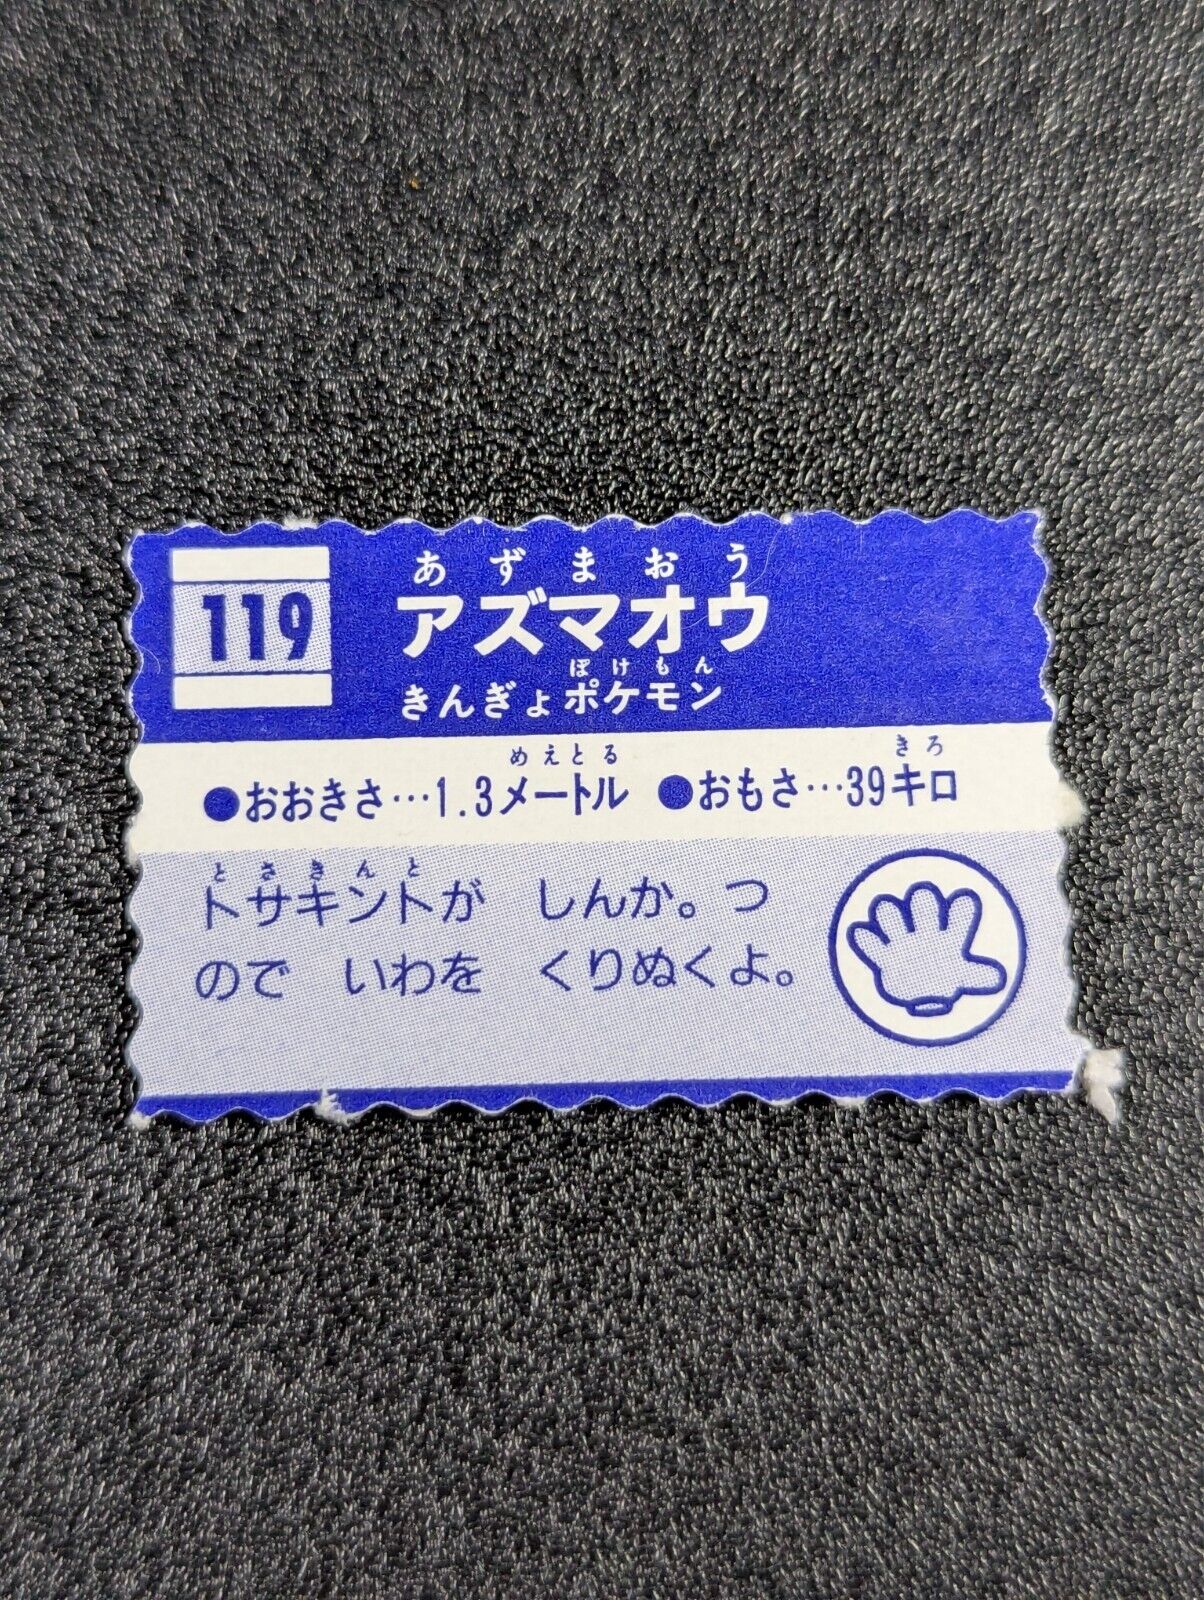 119
あずまおう
アズマオウ
ぽけもん
きんぎょポケモン
めえとる きろ
●おおきさ…1.3メートル ●おもさ…39キロ
とさきんと
トサキントが しんか。つ
ので いわを くりぬくよ。